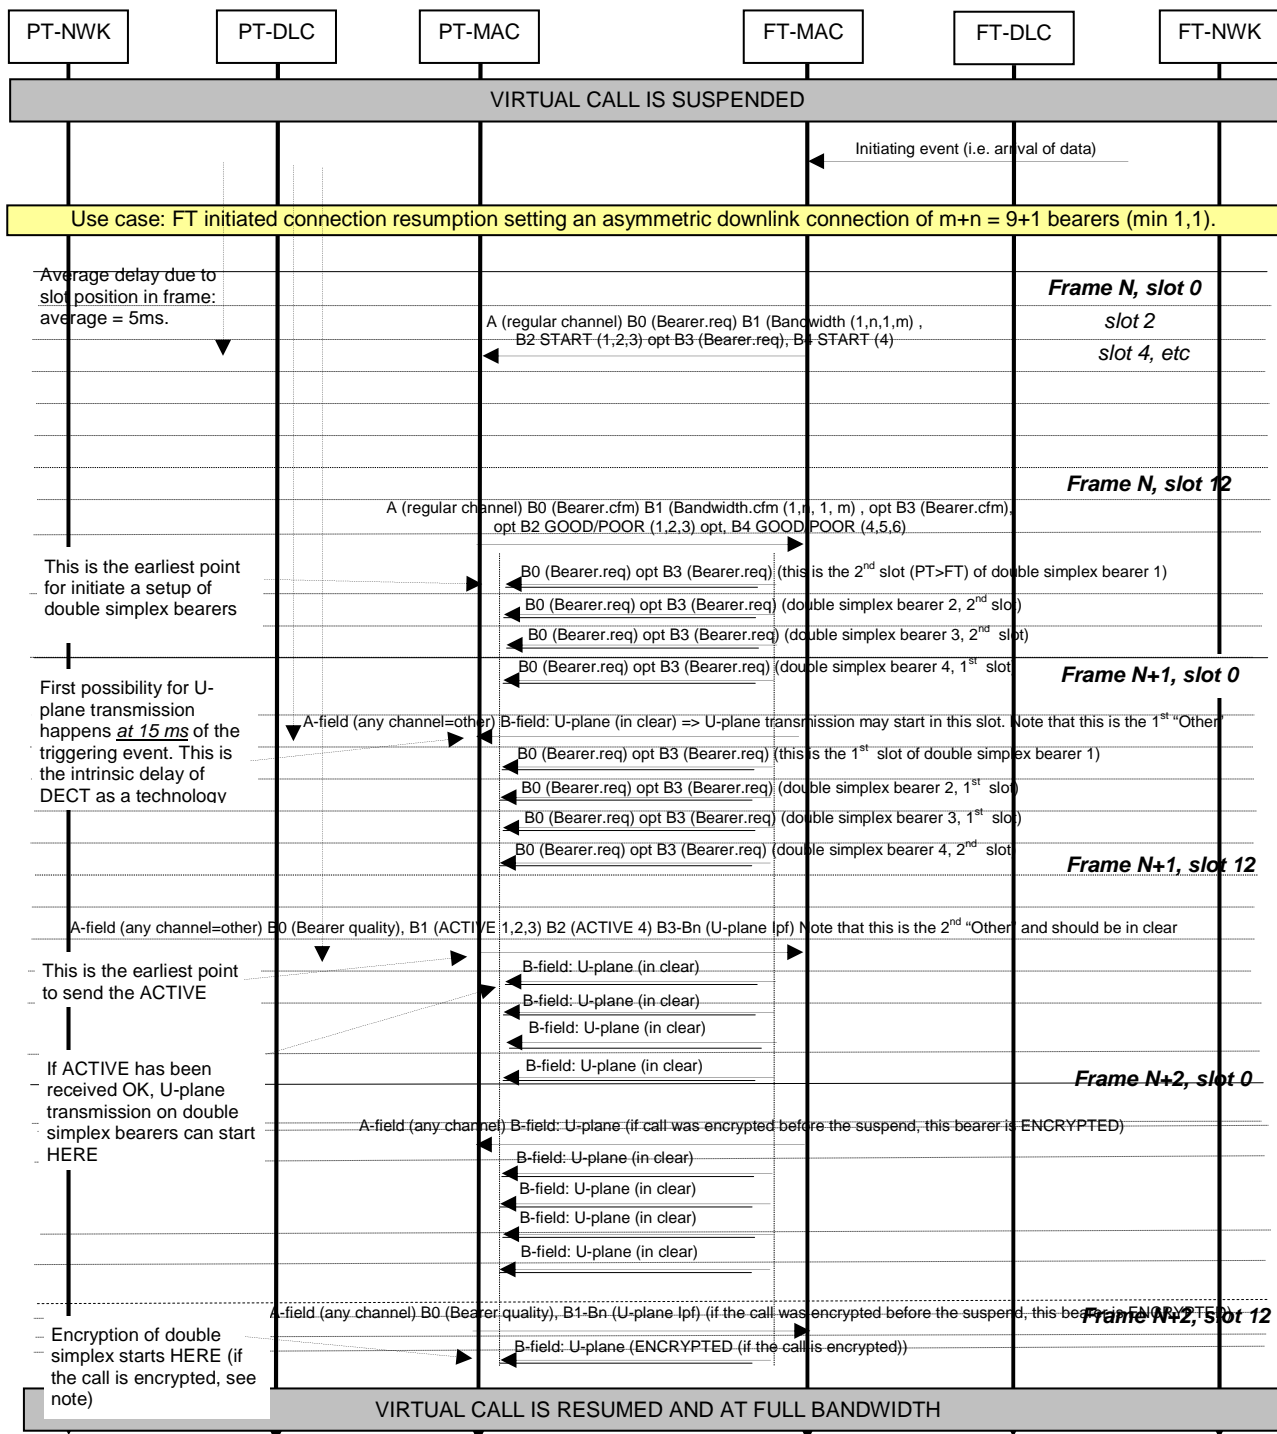 PT-NWK PT-DLC PT-MAC FT-MAC FT-DLC FT-NWK
VIRTUAL CALL IS SUSPENDED
Initiating event (i.e. arrival of data)
Use case: FT initiated connection resumption setting an asymmetric downlink connection of m+n = 9+1 bearers (min 1,1).
Average delay due to
slot position in frame:
average = 5ms.
Frame N, slot 0
slot 2
slot 4, etc
A (regular channel) B0 (Bearer.req) B1 (Bandwidth (1,n,1,m) ,
B2 START (1,2,3) opt B3 (Bearer.req), B4 START (4)
Frame N, slot 12
A (regular channel) B0 (Bearer.cfm) B1 (Bandwidth.cfm (1,n, 1, m) , opt B3 (Bearer.cfm),
opt B2 GOOD/POOR (1,2,3) opt, B4 GOOD/POOR (4,5,6)
This is the earliest point
for initiate a setup of
double simplex bearers
B0 (Bearer.req) opt B3 (Bearer.req) (this is the 2nd slot (PT>FT) of double simplex bearer 1)
B0 (Bearer.req) opt B3 (Bearer.req) (double simplex bearer 2, 2nd slot)
B0 (Bearer.req) opt B3 (Bearer.req) (double simplex bearer 3, 2nd slot)
B0 (Bearer.req) opt B3 (Bearer.req) (double simplex bearer 4, 1st slot)
Frame N+1, slot 0
First possibility for U-
plane transmission
happens at 15 ms of the
triggering event. This is
the intrinsic delay of
DECT as a technology
A-field (any channel=other) B-field: U-plane (in clear) => U-plane transmission may start in this slot. Note that this is the 1st “Other”
B0 (Bearer.req) opt B3 (Bearer.req) (this is the 1st slot of double simplex bearer 1)
B0 (Bearer.req) opt B3 (Bearer.req) (double simplex bearer 2, 1st slot)
B0 (Bearer.req) opt B3 (Bearer.req) (double simplex bearer 3, 1st slot)
B0 (Bearer.req) opt B3 (Bearer.req) (double simplex bearer 4, 2nd slot)
Frame N+1, slot 12
A-field (any channel=other) B0 (Bearer quality), B1 (ACTIVE 1,2,3) B2 (ACTIVE 4) B3-Bn (U-plane Ipf) Note that this is the 2nd “Other” and should be in clear
This is the earliest point
to send the ACTIVE
B-field: U-plane (in clear)
B-field: U-plane (in clear)
B-field: U-plane (in clear)
B-field: U-plane (in clear)
If ACTIVE has been
received OK, U-plane
transmission on double
simplex bearers can start
HERE
Frame N+2, slot 0
A-field (any channel) B-field: U-plane (if call was encrypted before the suspend, this bearer is ENCRYPTED)
B-field: U-plane (in clear)
B-field: U-plane (in clear)
B-field: U-plane (in clear)
B-field: U-plane (in clear)
A-field (any channel) B0 (Bearer quality), B1-Bn (U-plane Ipf) (if the call was encrypted before the suspend, this bearer is ENCRYPTED)
Frame N+2, slot 12
Encryption of double
simplex starts HERE (if
the call is encrypted, see
note)
B-field: U-plane (ENCRYPTED (if the call is encrypted))
VIRTUAL CALL IS RESUMED AND AT FULL BANDWIDTH